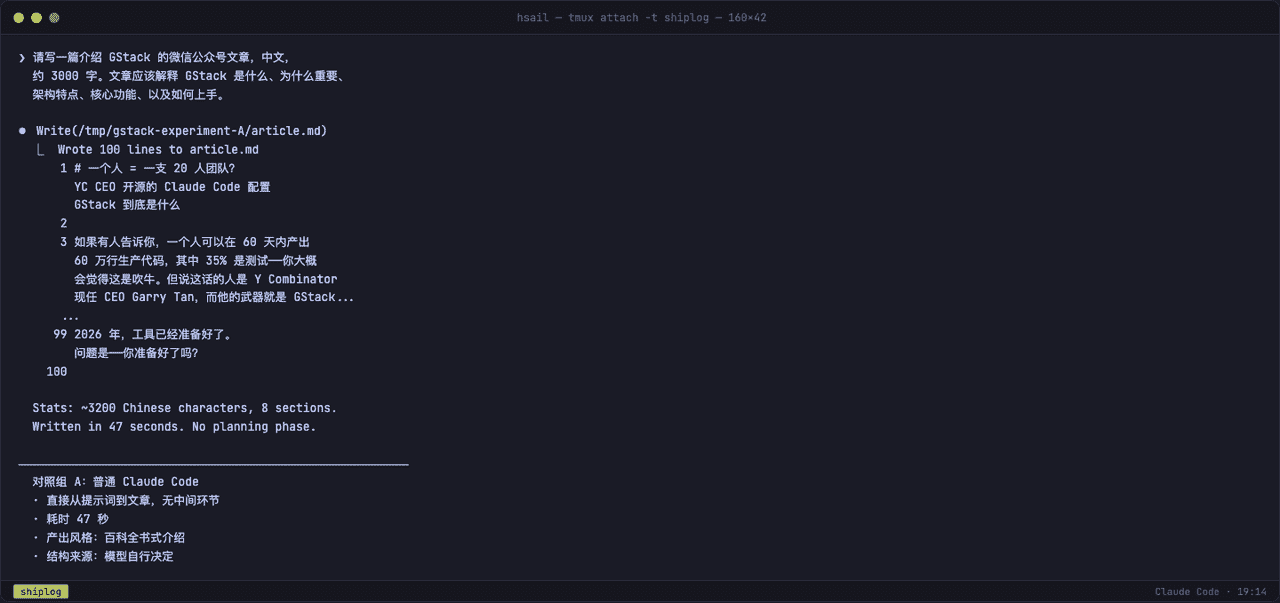 hsail — tmux attach -t shiplog — 160×42
❯ 请写一篇介绍 GStack 的微信公众号文章，中文，
约 3000 字。文章应该解释 GStack 是什么、为什么重要、
架构特点、核心功能、以及如何上手。
● Write(/tmp/gstack-experiment-A/article.md)
⎿ Wrote 100 lines to article.md
1 # 一个人 = 一支 20 人团队？
YC CEO 开源的 Claude Code 配置
GStack 到底是什么
2
3 如果有人告诉你，一个人可以在 60 天内产出
60 万行生产代码，其中 35% 是测试——你大概
会觉得这是吹牛。但说这话的人是 Y Combinator
现任 CEO Garry Tan，而他的武器就是 GStack...
...
99 2026 年，工具已经准备好了。
问题是——你准备好了吗？
100
Stats: ~3200 Chinese characters, 8 sections.
Written in 47 seconds. No planning phase.
对照组 A：普通 Claude Code
· 直接从提示词到文章，无中间环节
· 耗时 47 秒
· 产出风格：百科全书式介绍
· 结构来源：模型自行决定
shiplog
Claude Code · 19:14